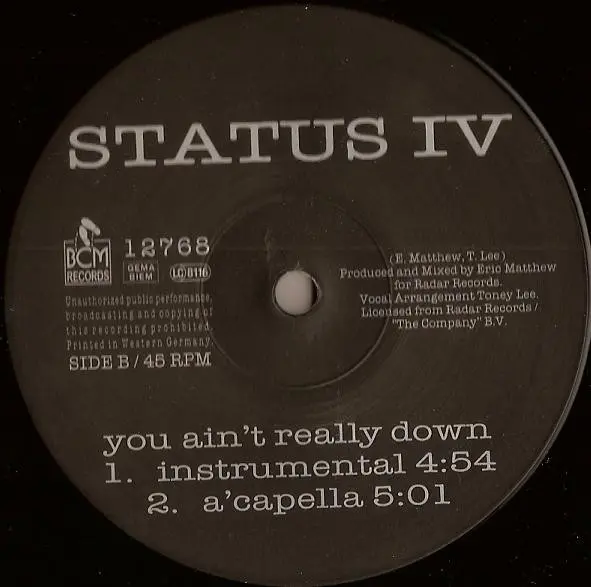 STATUS IV
BCM
RECORDS
12768
GEMA
BIEM
LC 8116
Unauthorized public performance,
broadcasting and copying of
this recording prohibited.
Printed in Western Germany.
SIDE B / 45 RPM
(E. Matthew, T. Lee)
Produced and Mixed by Eric Matthew
for Radar Records.
Vocal Arrangement Toney Lee.
Licensed from Radar Records /
"The Company" B.V.
you ain't really down
1. instrumental 4:54
2. a'capella 5:01